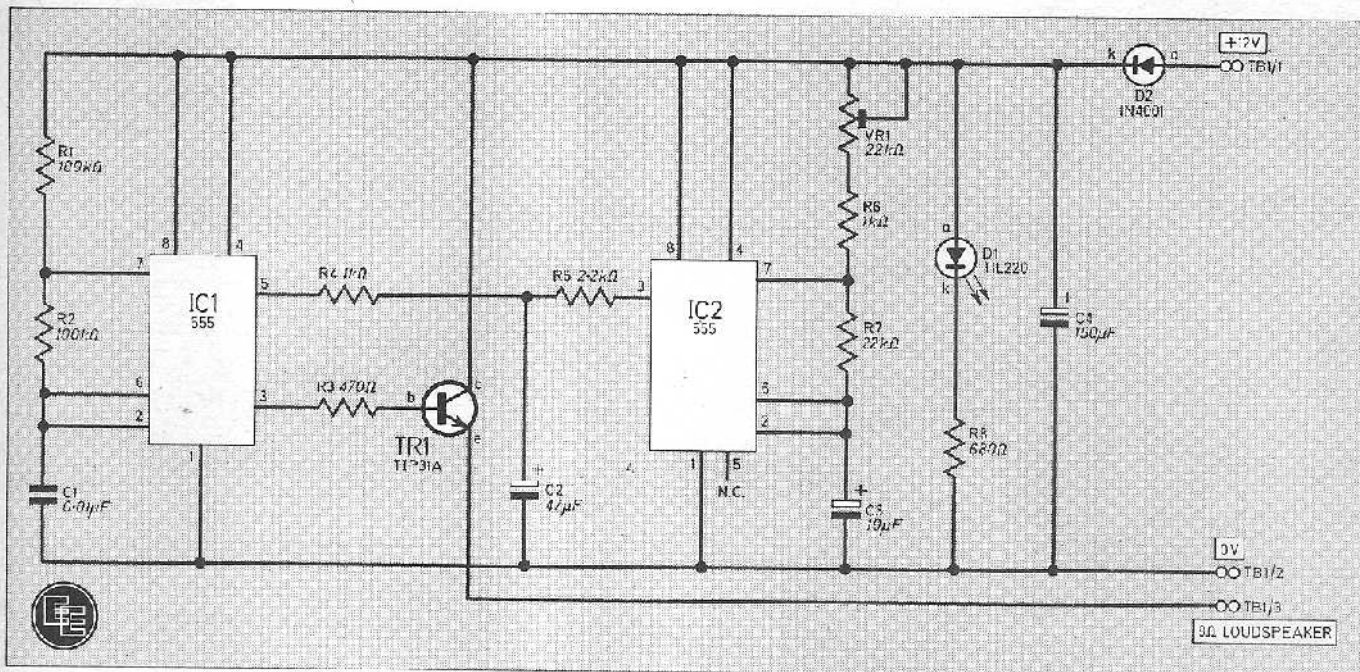 +12V
TB1/1
k
a
D2
1N4001
R1
8
4
7
5
R4 1kΩ
R5 2·2kΩ
3
8
4
7
VR1
22kΩ
R6
1kΩ
a
D1
TIL220
k
C4
150µF
IC1
555
IC2
555
R2
100kΩ
R7
22kΩ
6
2
3
R3 470Ω
b
c
e
TR1
TIP31A
6
2
R8
680Ω
1
C1
0·01µF
+
C2
47µF
1
5
N.C.
+
C3
10µF
0V
TB1/2
TB1/3
8Ω LOUDSPEAKER
EE